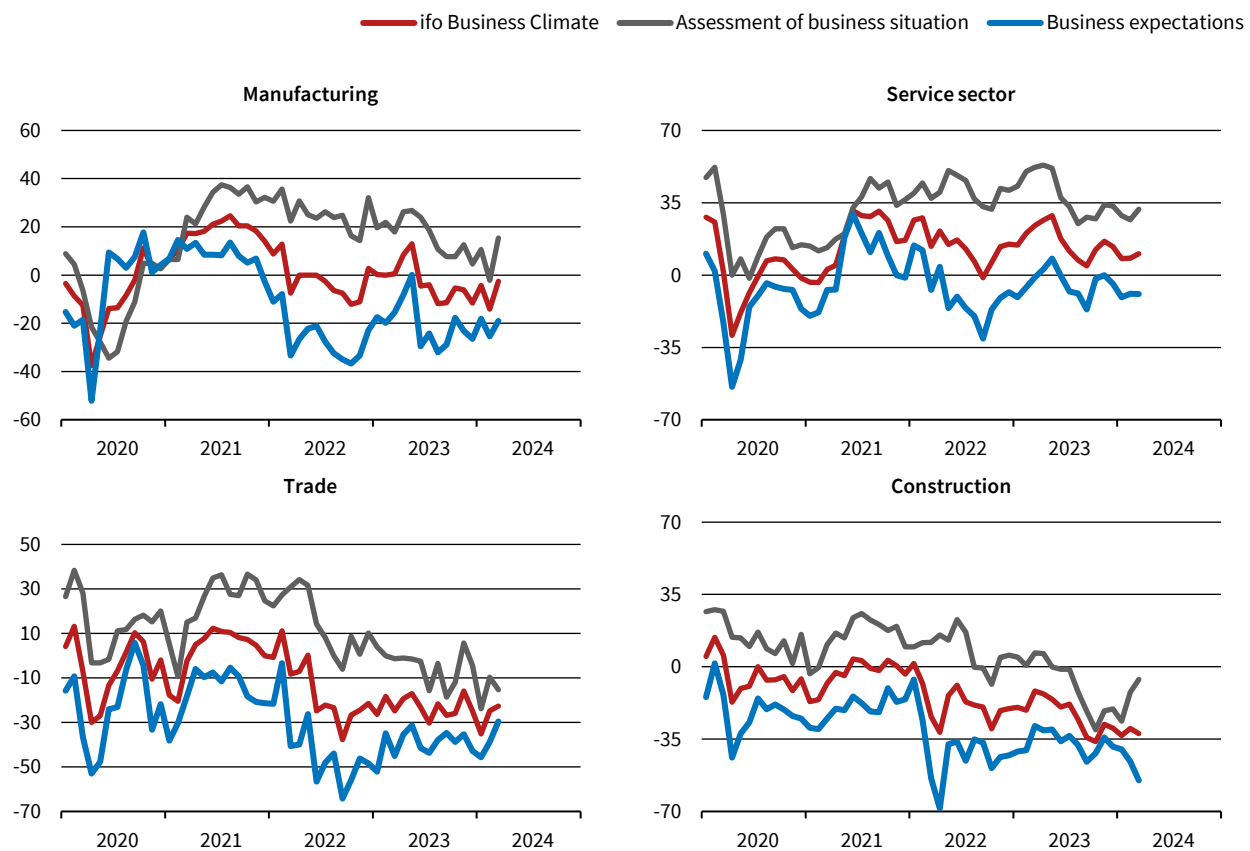 ifo Business Climate Assessment of business situation Business expectations
Manufacturing
60
40
20
0
-20
-40
-60
2020 2021 2022 2023 2024
Service sector
70
35
0
-35
-70
2020 2021 2022 2023 2024
Trade
50
30
10
-10
-30
-50
-70
2020 2021 2022 2023 2024
Construction
70
35
0
-35
-70
2020 2021 2022 2023 2024